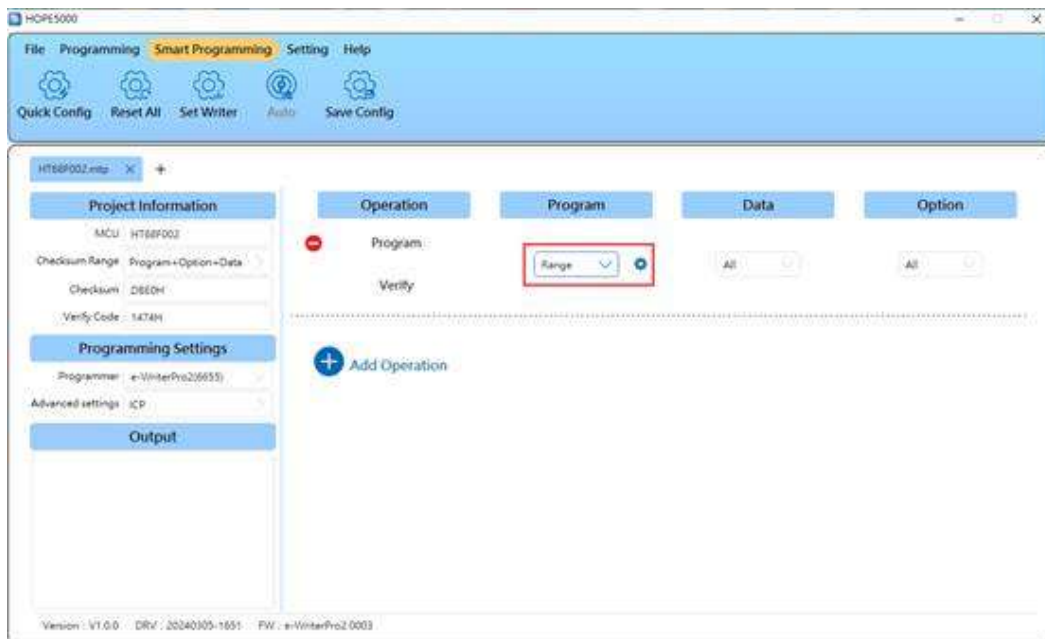 HOPE5000
File Programming Smart Programming Setting Help
Quick Config Reset All Set Writer Auto Save Config
HT68F002.mtp
Project Information
MCU HT68F002
Checksum Range Program+Option+Data
Checksum D8E0H
Verify Code 1474H
Programming Settings
Programmer e-WriterPro2(6655)
Advanced settings ICP
Output
Operation Program Data Option
Program
Range All All
Verify
Add Operation
Version : V1.0.0 DRV : 20240305-1651 FW : e-WriterPro2 0003